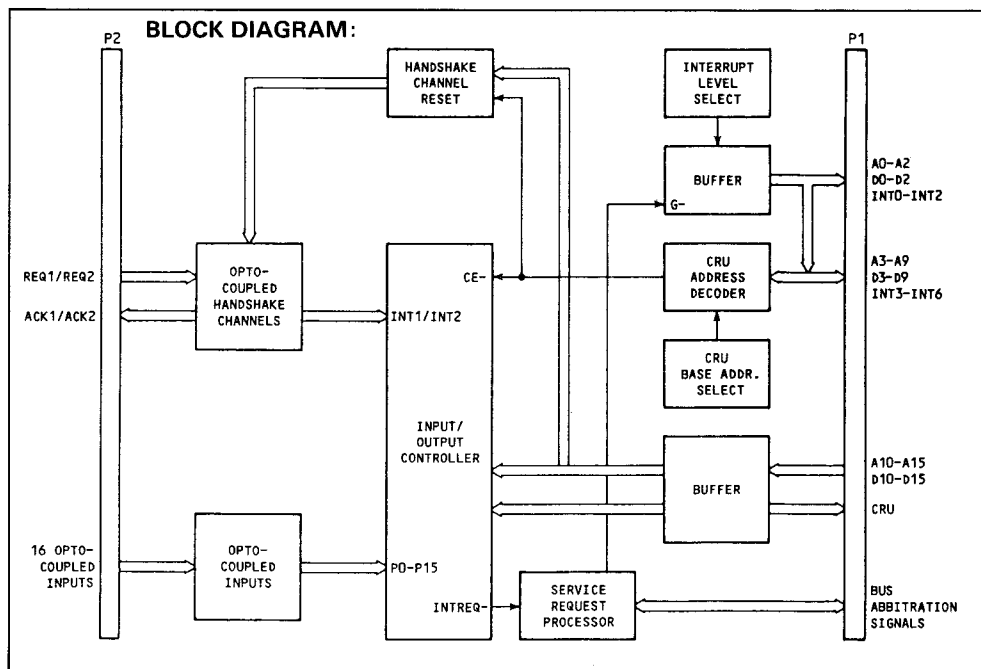 BLOCK DIAGRAM:
P2
P1
HANDSHAKE
CHANNEL
RESET
INTERRUPT
LEVEL
SELECT
BUFFER
G-
A0-A2
D0-D2
INT0-INT2
REQ1/REQ2
ACK1/ACK2
OPTO-
COUPLED
HANDSHAKE
CHANNELS
CE-
INT1/INT2
INPUT/
OUTPUT
CONTROLLER
CRU
ADDRESS
DECODER
A3-A9
D3-D9
INT3-INT6
CRU
BASE ADDR.
SELECT
BUFFER
A10-A15
D10-D15
CRU
16 OPTO-
COUPLED
INPUTS
OPTO-
COUPLED
INPUTS
P0-P15
INTREQ-
SERVICE
REQUEST
PROCESSOR
BUS
ABBITRATION
SIGNALS